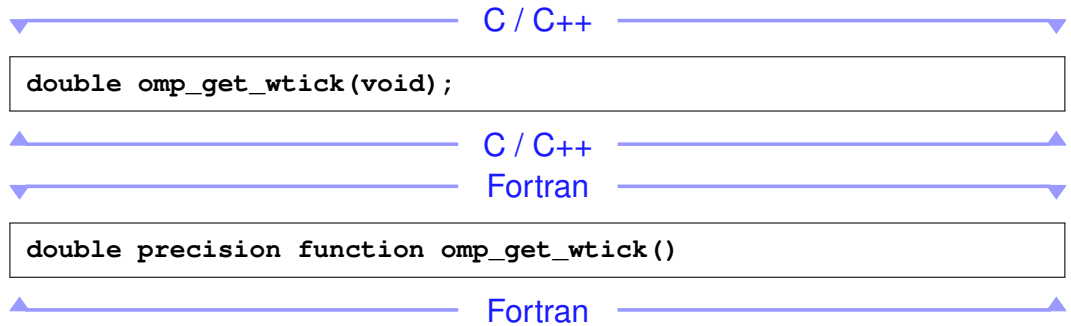 C / C++
double omp_get_wtick(void);
C / C++
Fortran
double precision function omp_get_wtick()
Fortran